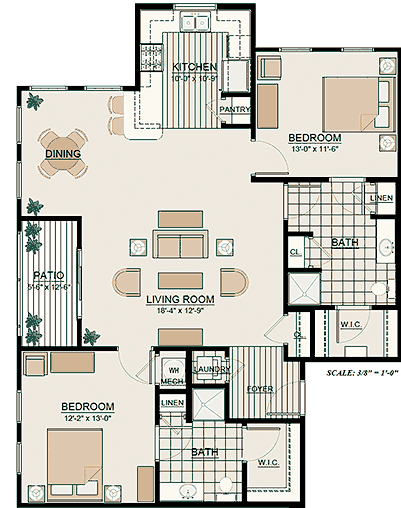 KITCHEN
10'-0" x 10'-9"
PANTRY
BEDROOM
13'-0" x 11'-6"
DINING
LINEN
BATH
CL
PATIO
5'-6" x 12'-6"
LIVING ROOM
18'-4" x 12'-9"
W.I.C.
CL
SCALE: 3/8" = 1'-0"
WH
MECH
LAUNDRY
FOYER
BEDROOM
12'-2" x 13'-0"
LINEN
BATH
W.I.C.